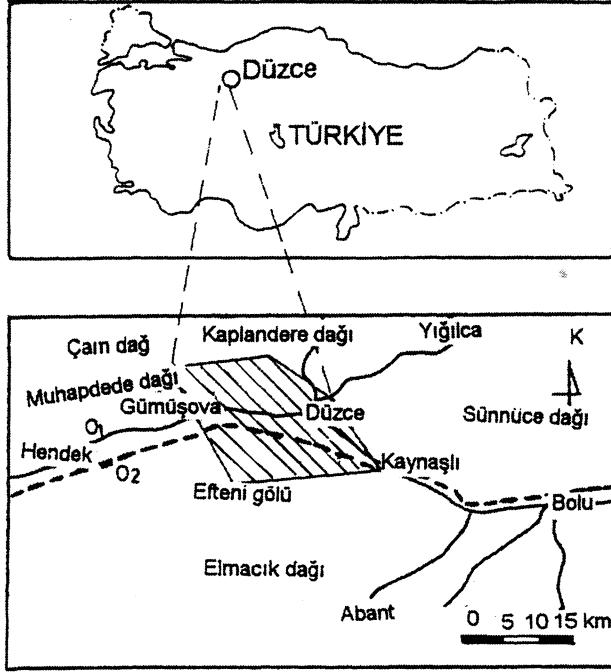 Düzce
TÜRKİYE
Kaplandere dağı
Yığılca
K
Çam dağ
Muhapdede dağı
Gümüşova
Düzce
Sünnüce dağı
O1
Hendek
O2
Kaynaşlı
Efteni gölü
Bolu
Elmacık dağı
Abant
0 5 10 15 km